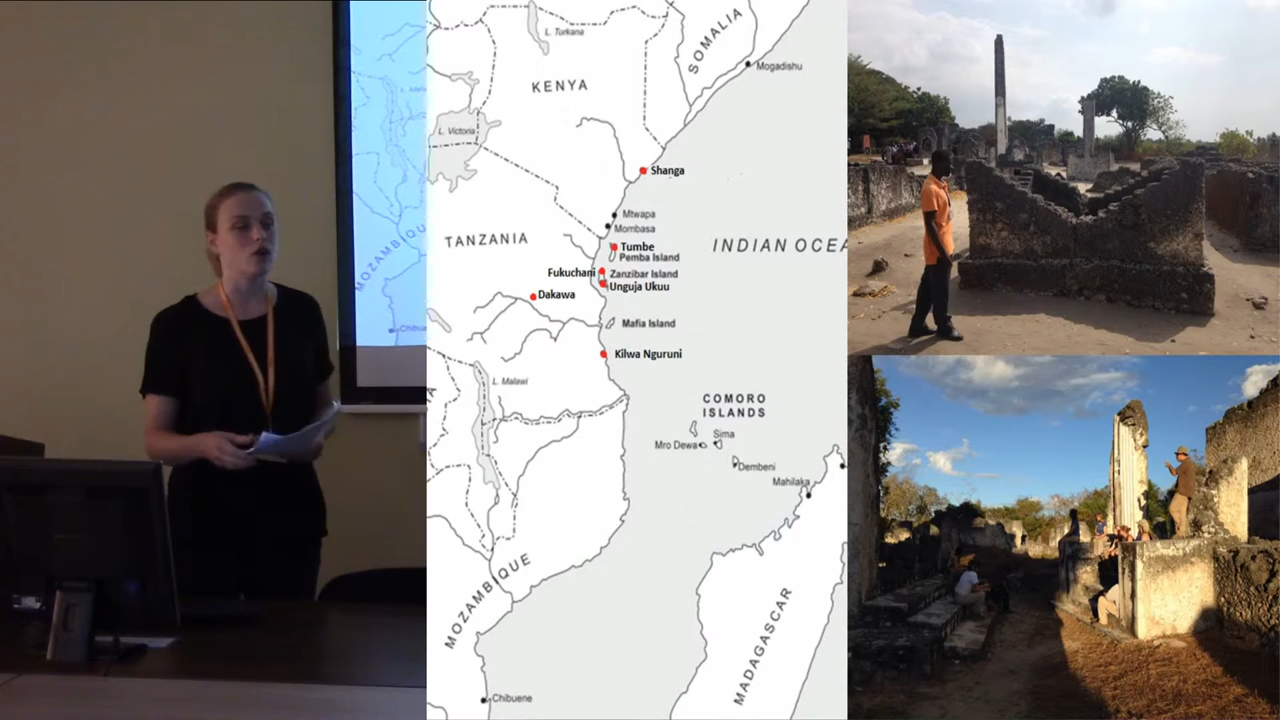 MOZAMBIQU
L. Turkana
SOMALIA
Mogadishu
KENYA
L. Victoria
Shanga
Mtwapa
Mombasa
TANZANIA
INDIAN OCEA
Tumbe
Pemba Island
Fukuchani
Zanzibar Island
Unguja Ukuu
Dakawa
Mafia Island
Kilwa Nguruni
L. Malawi
COMORO
ISLANDS
Sima
Mro Dewa
Dembeni
Mahilaka
MOZAMBIQUE
MADAGASCAR
Chibuene